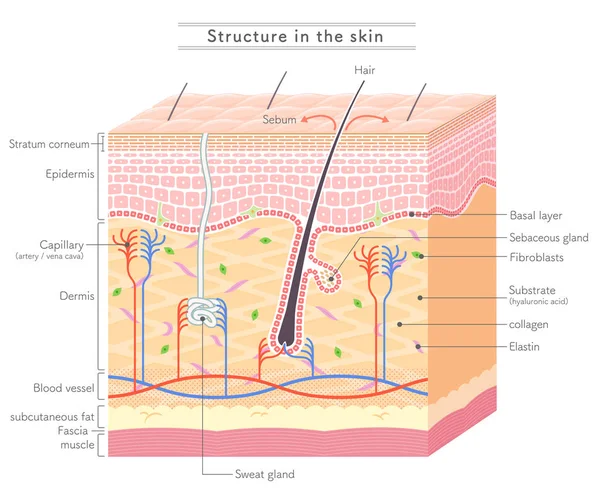 Structure in the skin
Hair
Sebum
Stratum corneum
Epidermis
Capillary
(artery / vena cava)
Dermis
Blood vessel
subcutaneous fat
Fascia
muscle
Sweat gland
Basal layer
Sebaceous gland
Fibroblasts
Substrate
(hyaluronic acid)
collagen
Elastin